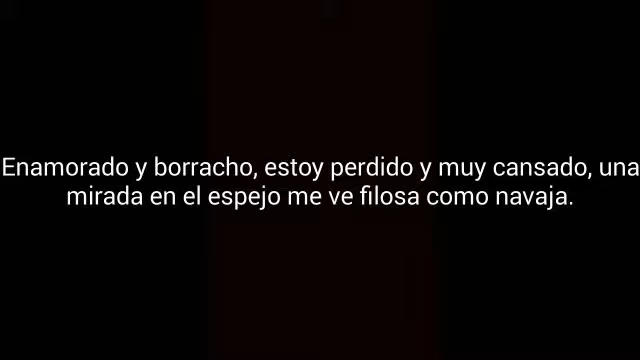 Enamorado y borracho, estoy perdido y muy cansado, una
mirada en el espejo me ve filosa como navaja.